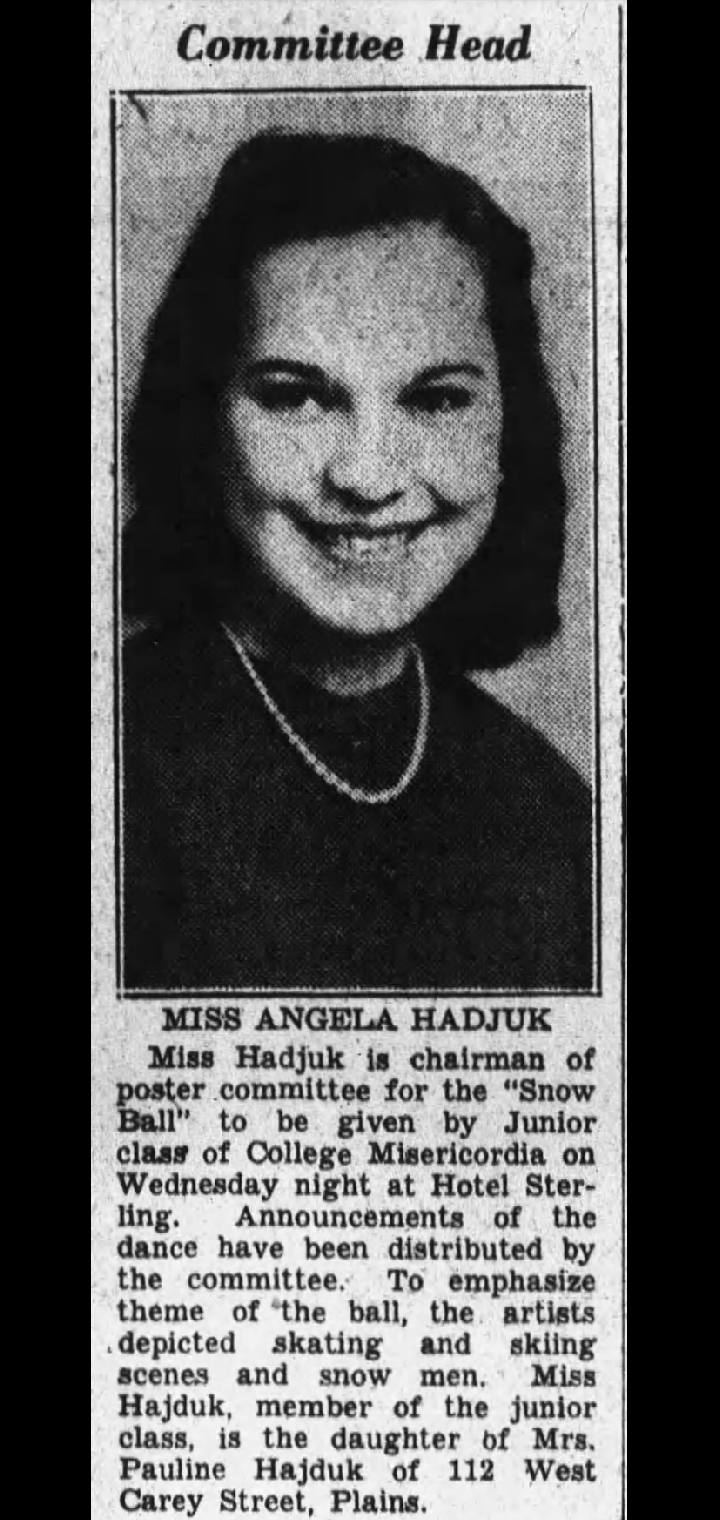 Committee Head
MISS ANGELA HADJUK
Miss Hadjuk is chairman of
poster committee for the "Snow
Ball" to be given by Junior
class of College Misericordia on
Wednesday night at Hotel Ster-
ling. Announcements of the
dance have been distributed by
the committee. To emphasize
theme of the ball, the artists
depicted skating and skiing
scenes and snow men. Miss
Hajduk, member of the junior
class, is the daughter of Mrs.
Pauline Hajduk of 112 West
Carey Street, Plains.